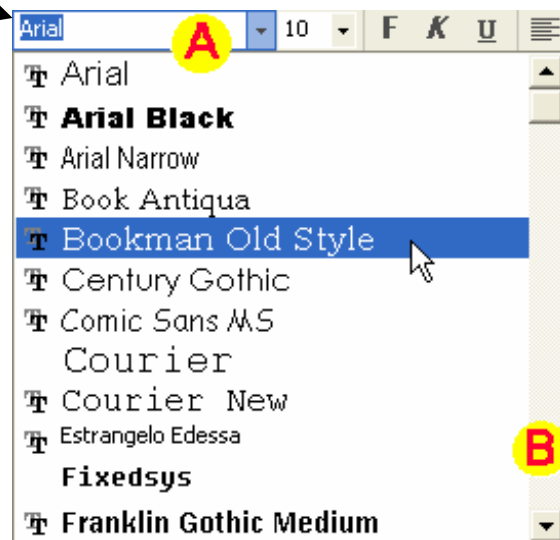 Arial A 10 F K U
Arial
Arial Black
Arial Narrow
Book Antiqua
Bookman Old Style
Century Gothic
Comic Sans MS
Courier
Courier New
Estrangelo Edessa
B
Fixedsys
Franklin Gothic Medium